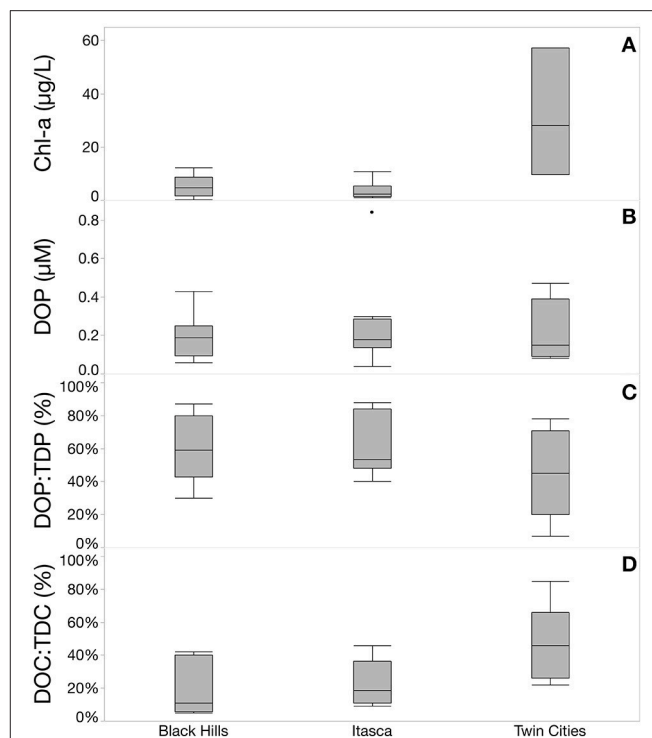 A
Chl-a (µg/L)
60
40
20
0
B
DOP (µM)
0.8
0.6
0.4
0.2
0.0
C
DOP:TDP (%)
100%
80%
60%
40%
20%
0%
D
DOC:TDC (%)
100%
80%
60%
40%
20%
0%
Black Hills Itasca Twin Cities